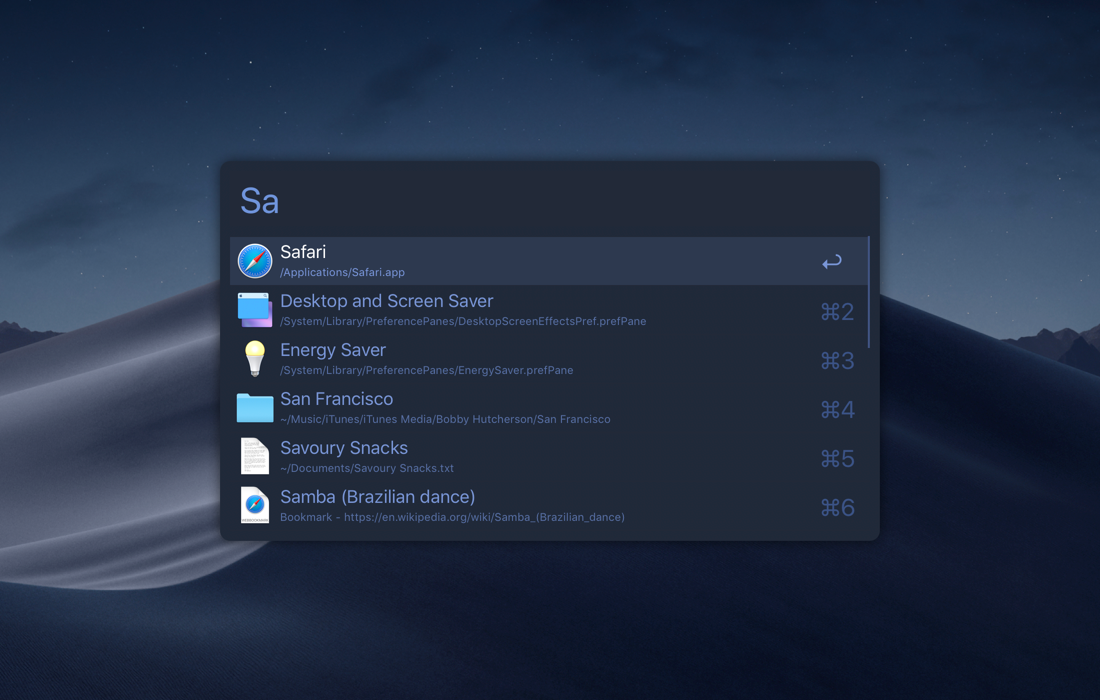 Sa
Safari
/Applications/Safari.app
↩
Desktop and Screen Saver
/System/Library/PreferencePanes/DesktopScreenEffectsPref.prefPane
⌘2
Energy Saver
/System/Library/PreferencePanes/EnergySaver.prefPane
⌘3
San Francisco
~/Music/iTunes/iTunes Media/Bobby Hutcherson/San Francisco
⌘4
Savoury Snacks
~/Documents/Savoury Snacks.txt
⌘5
Samba (Brazilian dance)
Bookmark - https://en.wikipedia.org/wiki/Samba_(Brazilian_dance)
⌘6